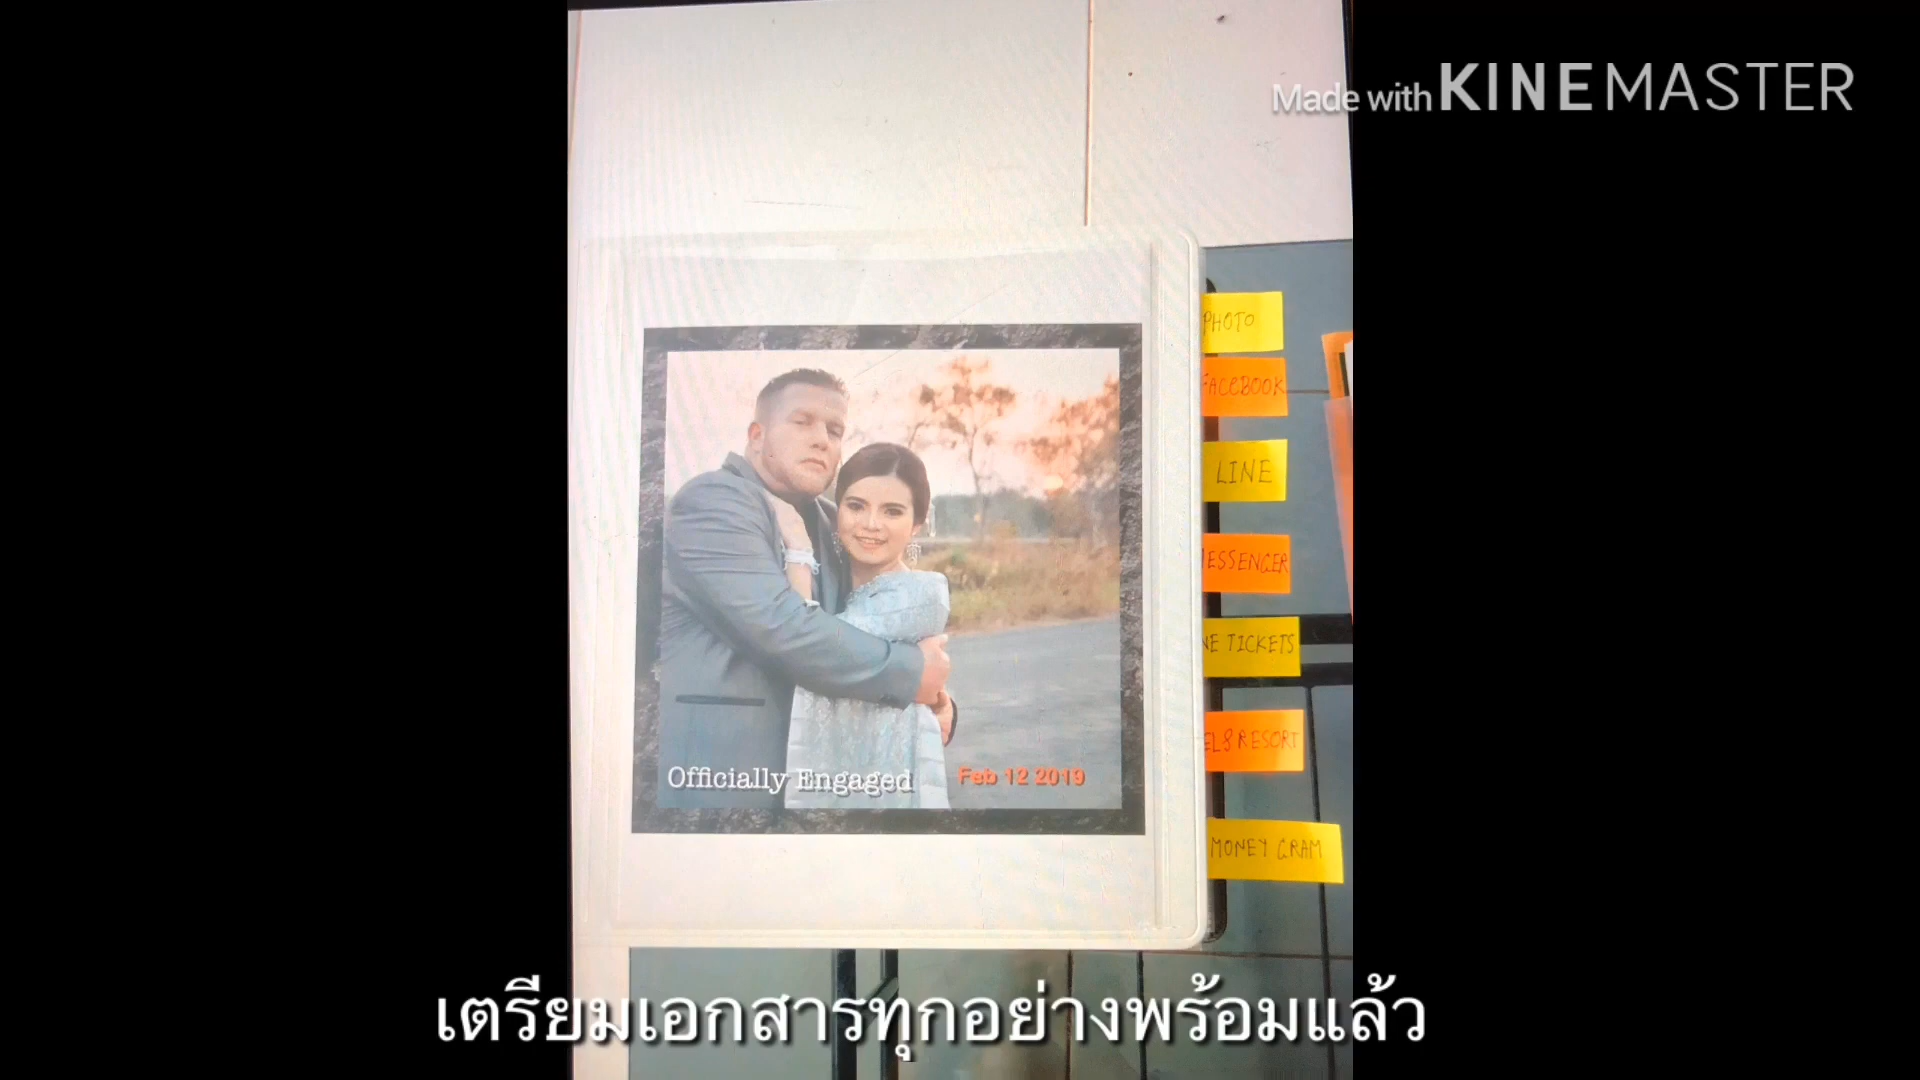 Made with KINEMASTER
PHOTO
FACEBOOK
LINE
MESSENGER
TICKETS
RESORT
MONEY GRAM
Officially Engaged Feb 12 2019
เตรียมเอกสารทุกอย่างพร้อมแล้ว